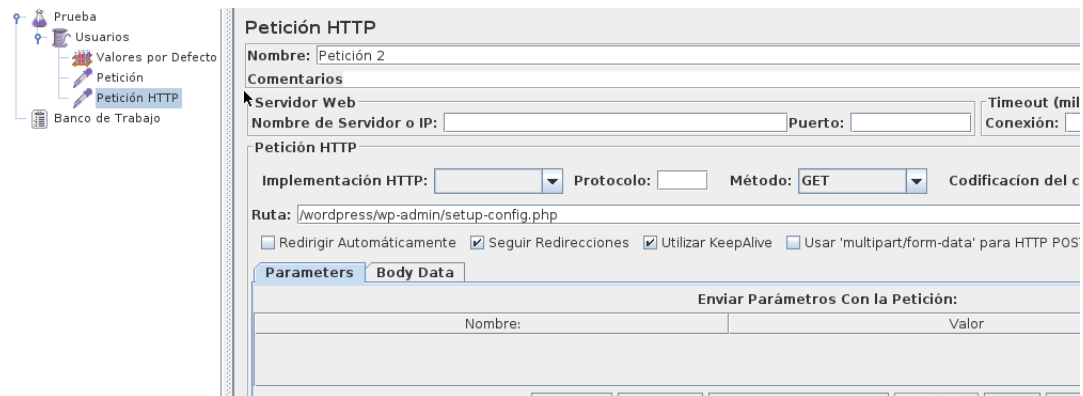 Prueba
Usuarios
Valores por Defecto
Petición
Petición HTTP
Banco de Trabajo
Petición HTTP
Nombre: Petición 2
Comentarios
Servidor Web
Timeout (mil
Nombre de Servidor o IP:
Puerto:
Conexión:
Petición HTTP
Implementación HTTP:
Protocolo:
Método: GET
Codificacíon del c
Ruta: /wordpress/wp-admin/setup-config.php
Redirigir Automáticamente
Seguir Redirecciones
Utilizar KeepAlive
Usar 'multipart/form-data' para HTTP POST
Parameters
Body Data
Enviar Parámetros Con la Petición:
Nombre:
Valor